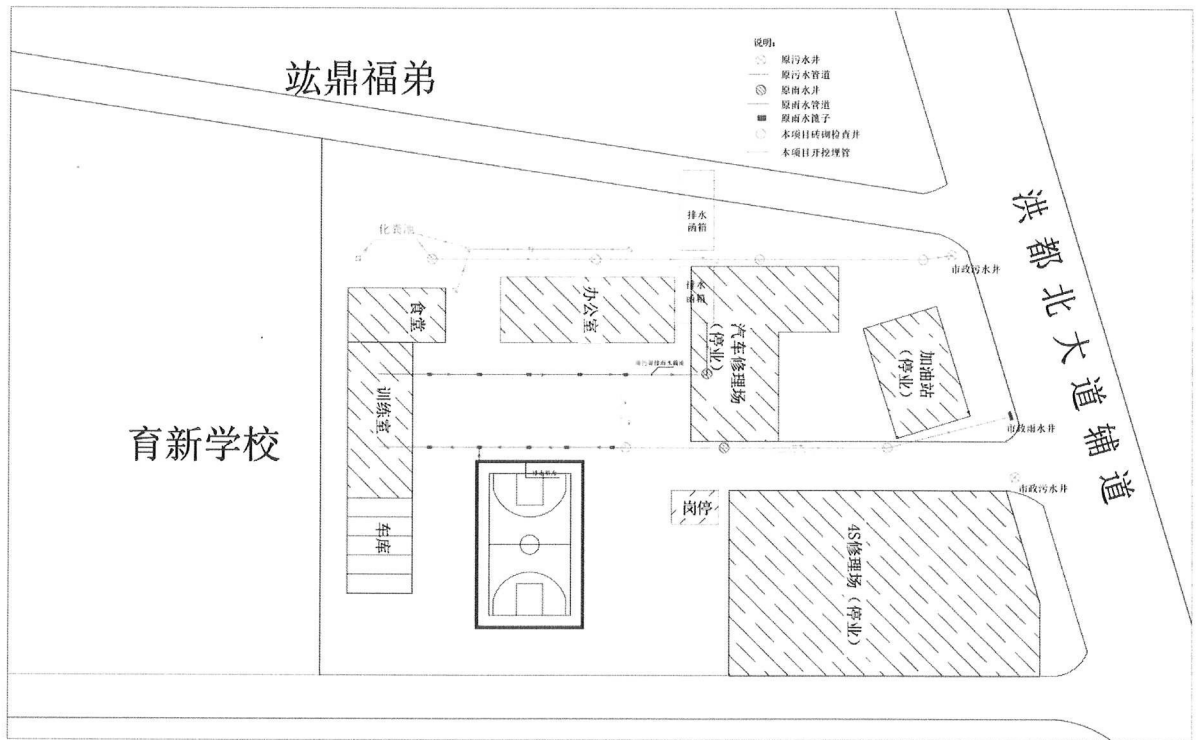 竑鼎福弟
说明:
原污水井
原污水管道
原雨水井
原雨水管道
原雨水篦子
本项目砖砌检查井
本项目开挖埋管
洪都北大道辅道
排水
函箱
化粪池
市政污水井
排水
函箱
食堂
办公室
汽车修理场
(停业)
加油站
(停业)
训练室
市政雨水井
育新学校
市政污水井
岗停
车库
4S修理场(停业)